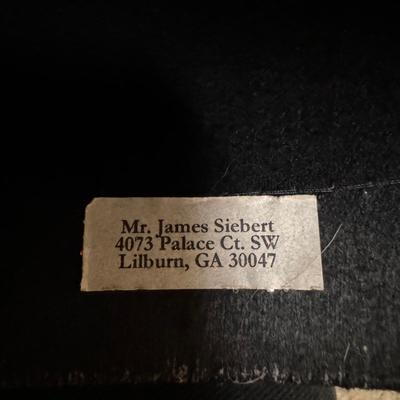 Mr. James Siebert
4073 Palace Ct. SW
Lilburn, GA 30047